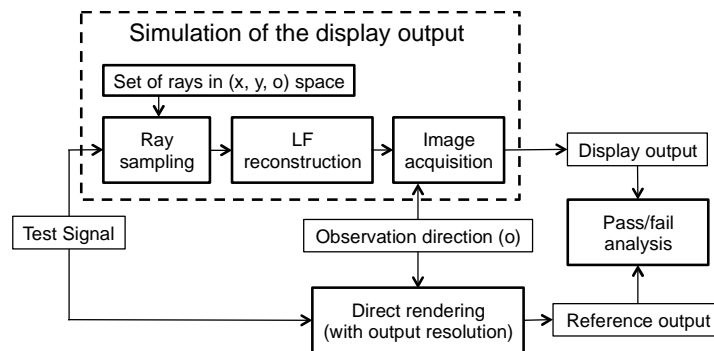 Simulation of the display output
Set of rays in (x, y, o) space
Ray
sampling
LF
reconstruction
Image
acquisition
Display output
Test Signal
Observation direction (o)
Pass/fail
analysis
Direct rendering
(with output resolution)
Reference output